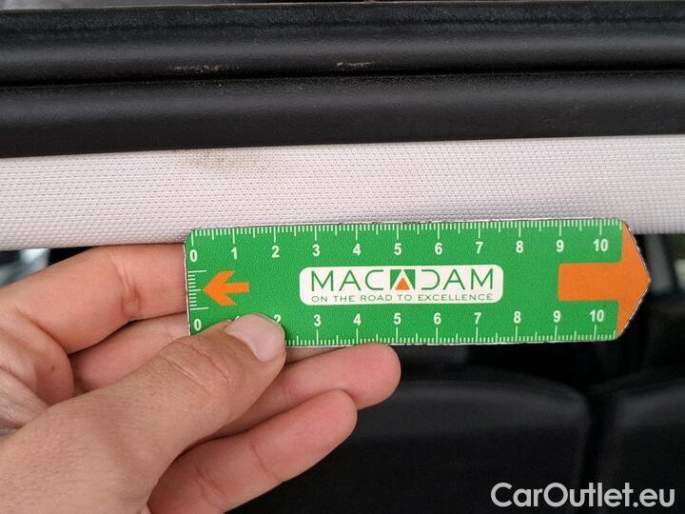 0 1 2 3 4 5 6 7 8 9 10
MACADAM
ON THE ROAD TO EXCELLENCE
0 2 3 4 5 6 7 8 9 10
CarOutlet.eu